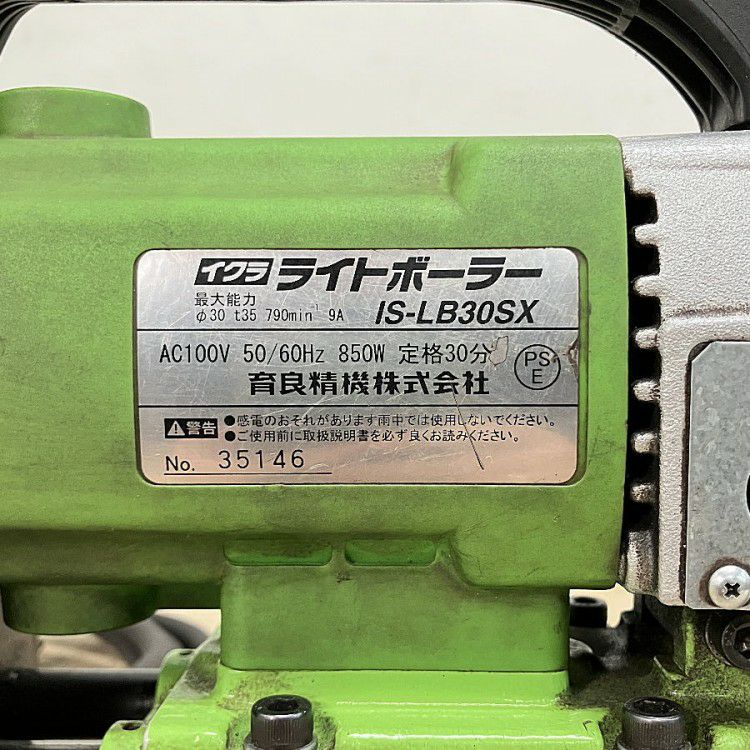 イクラ ライトボーラー
最大能力
φ30 t35 790min⁻¹ 9A IS-LB30SX
AC100V 50/60Hz 850W 定格30分
PS
E
育良精機株式会社
警告 ●感電のおそれがあります雨中では使用しないでください。
●ご使用前に取扱説明書を必ず良くお読みください。
No. 35146